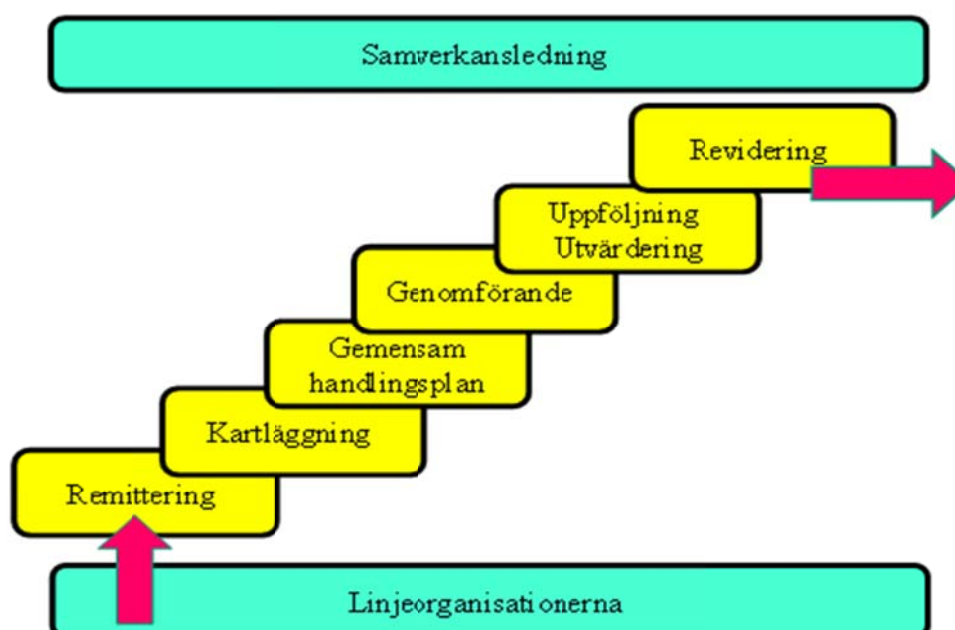 Samverkansledning
Revidering
Uppföljning
Utvärdering
Genomförande
Gemensam
handlingsplan
Kartläggning
Remittering
Linjeorganisationerna